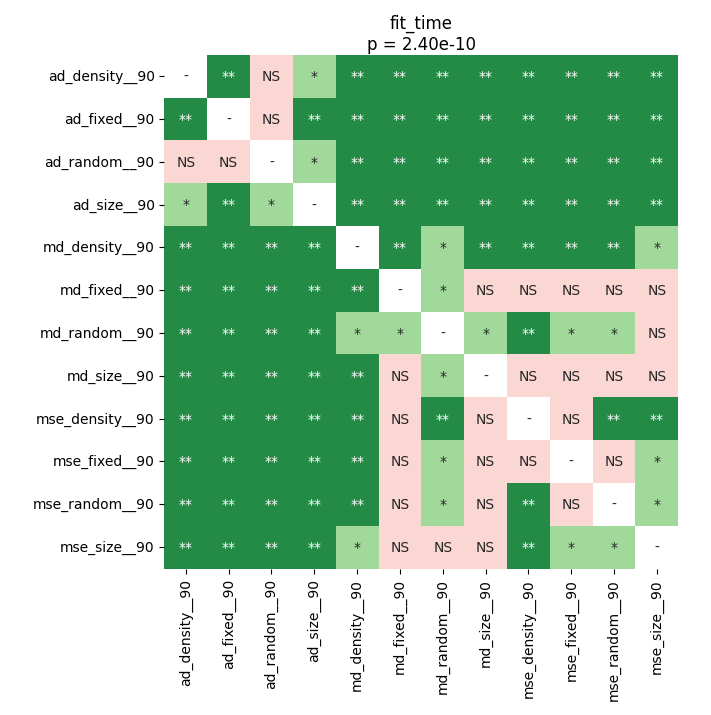 fit_time
p = 2.40e-10
ad_density__90 - ** NS * ** ** ** ** ** ** ** **
ad_fixed__90 ** - NS ** ** ** ** ** ** ** ** **
ad_random__90 NS NS - * ** ** ** ** ** ** ** **
ad_size__90 * ** * - ** ** ** ** ** ** ** **
md_density__90 ** ** ** ** - ** * ** ** ** ** *
md_fixed__90 ** ** ** ** ** - * NS NS NS NS NS
md_random__90 ** ** ** ** * * - * ** * * NS
md_size__90 ** ** ** ** ** NS * - NS NS NS NS
mse_density__90 ** ** ** ** ** NS ** NS - NS ** **
mse_fixed__90 ** ** ** ** ** NS * NS NS - NS *
mse_random__90 ** ** ** ** ** NS * NS ** NS - *
mse_size__90 ** ** ** ** * NS NS NS ** * * -
ad_density__90
ad_fixed__90
ad_random__90
ad_size__90
md_density__90
md_fixed__90
md_random__90
md_size__90
mse_density__90
mse_fixed__90
mse_random__90
mse_size__90